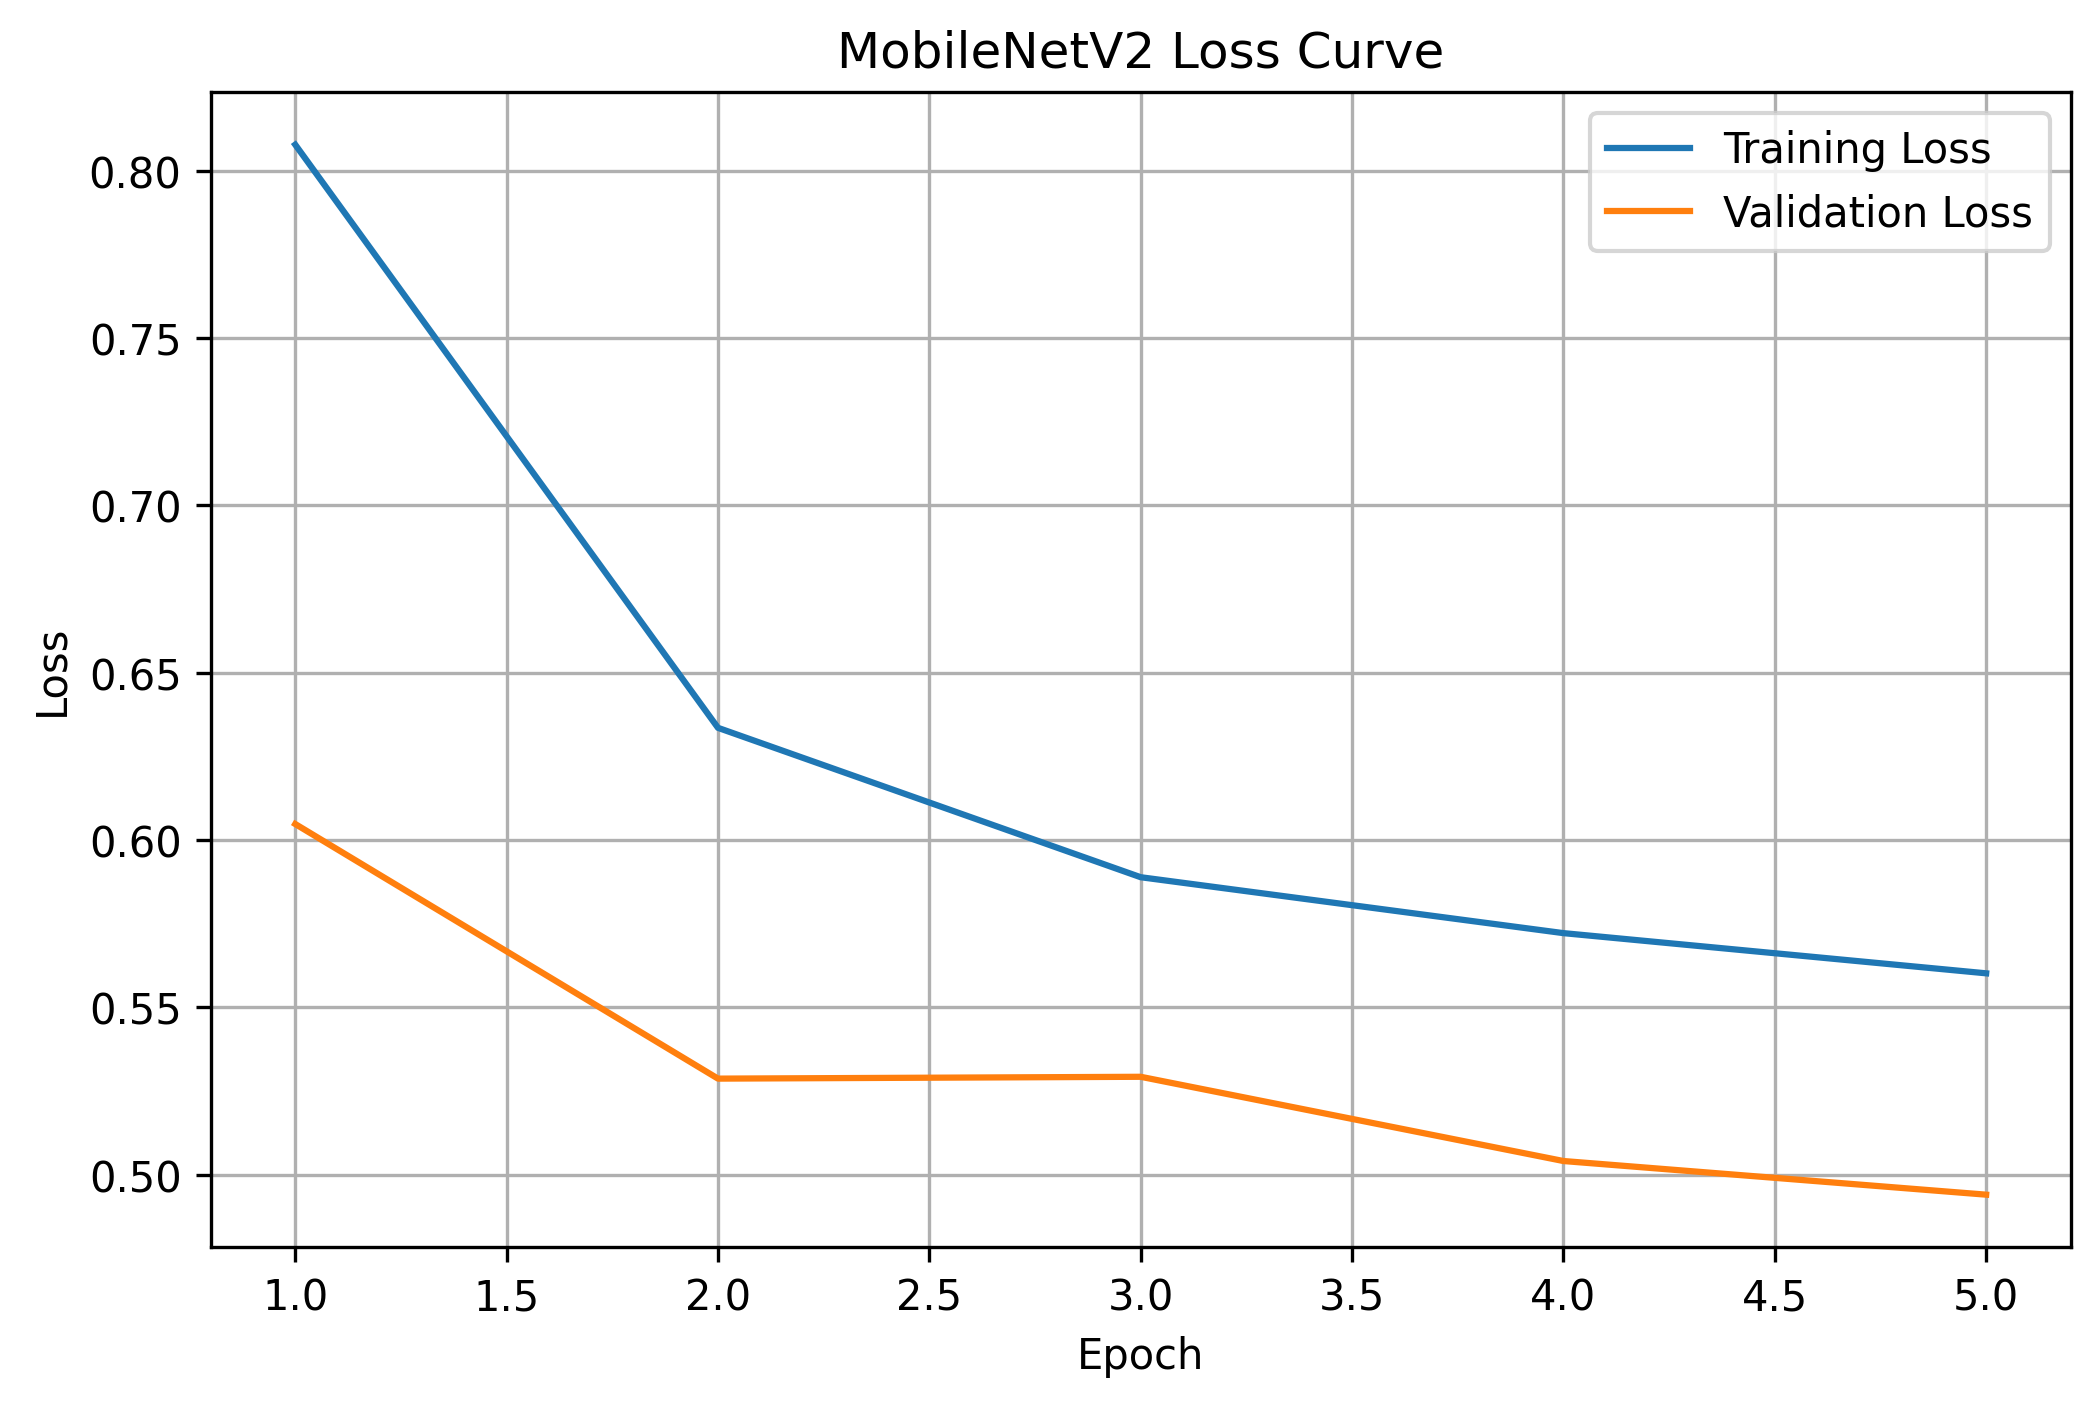 MobileNetV2 Loss Curve
Training Loss
Validation Loss
0.80
0.75
0.70
0.65
0.60
0.55
0.50
Loss
1.0 1.5 2.0 2.5 3.0 3.5 4.0 4.5 5.0
Epoch